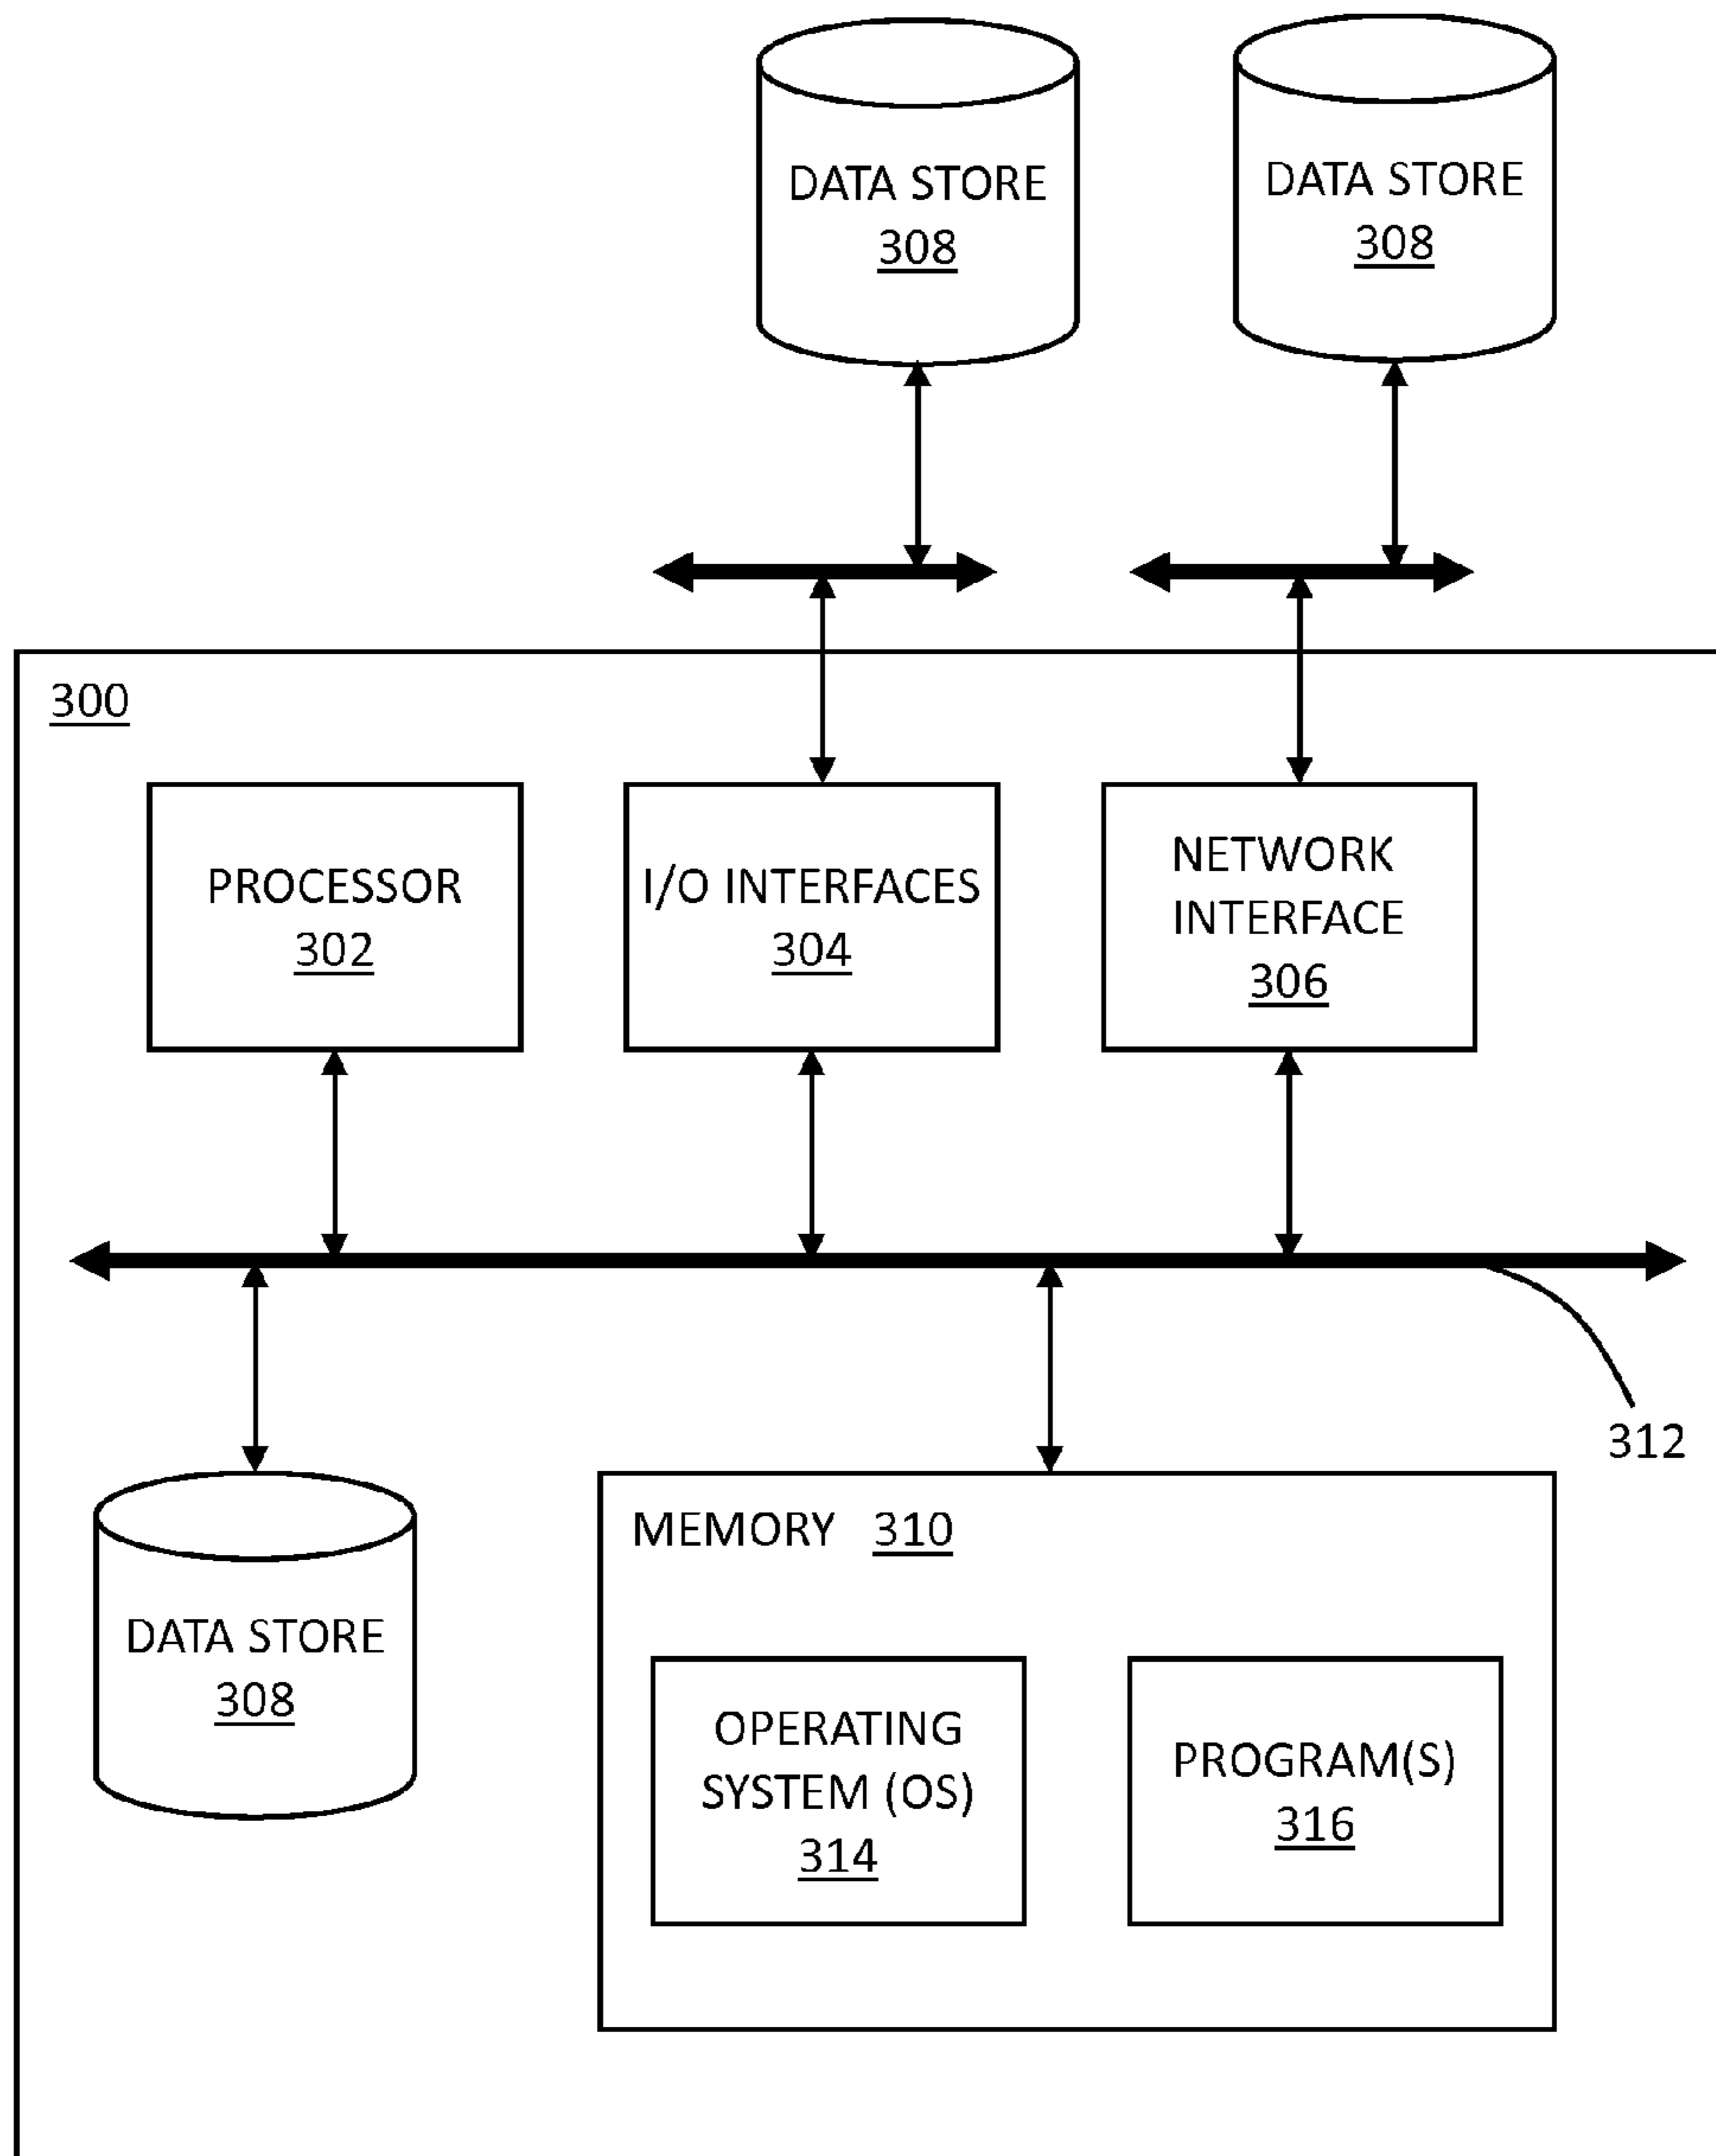 DATA STORE
308
DATA STORE
308
300
PROCESSOR
302
I/O INTERFACES
304
NETWORK
INTERFACE
306
312
DATA STORE
308
MEMORY 310
OPERATING
SYSTEM (OS)
314
PROGRAM(S)
316